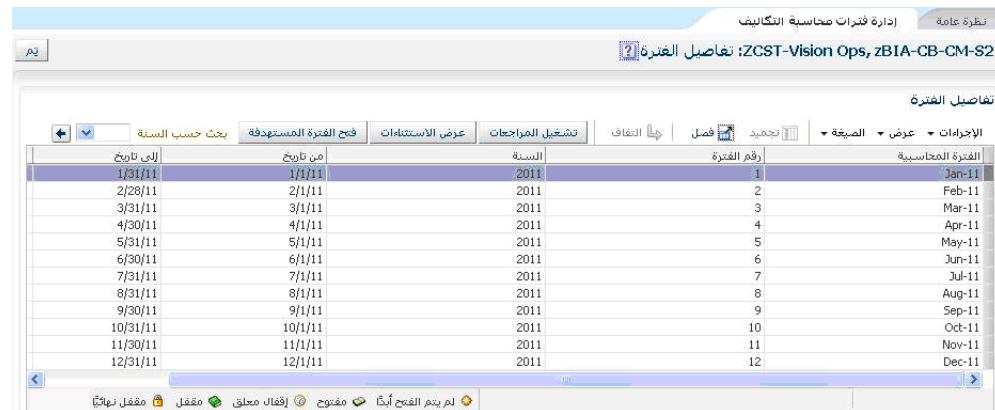 نظرة عامة إدارة فترات محاسبة التكاليف
ZCST-Vision Ops, zBIA-CB-CM-S2: تفاصيل الفترة ? تم
تفاصيل الفترة
الإجراءات عرض الصيغة تجميد فصل التفاف تشغيل المراجعات عرض الاستثناءات فتح الفترة المستهدفة بحث حسب السنة
الفترة المحاسبية رقم الفترة السنة من تاريخ إلى تاريخ
Jan-11 1 2011 1/1/11 1/31/11
Feb-11 2 2011 2/1/11 2/28/11
Mar-11 3 2011 3/1/11 3/31/11
Apr-11 4 2011 4/1/11 4/30/11
May-11 5 2011 5/1/11 5/31/11
Jun-11 6 2011 6/1/11 6/30/11
Jul-11 7 2011 7/1/11 7/31/11
Aug-11 8 2011 8/1/11 8/31/11
Sep-11 9 2011 9/1/11 9/30/11
Oct-11 10 2011 10/1/11 10/31/11
Nov-11 11 2011 11/1/11 11/30/11
Dec-11 12 2011 12/1/11 12/31/11
لم يتم الفتح أبدًا مفتوح إقفال معلق مقفل مقفل نهائيًا